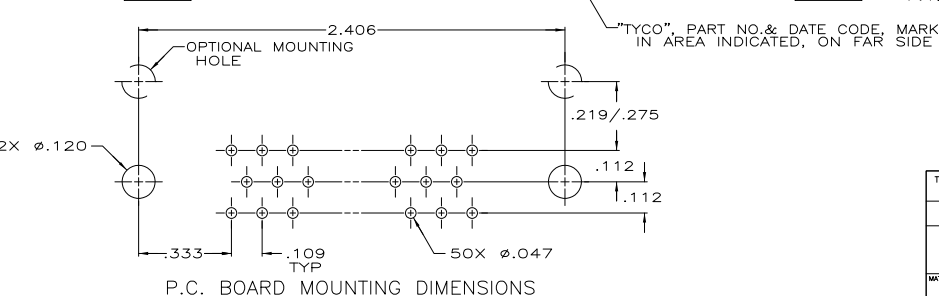 2.406
"TYCO", PART NO.& DATE CODE, MARK
IN AREA INDICATED, ON FAR SIDE
OPTIONAL MOUNTING
HOLE
.219/.275
2X ø.120
.112
.112
.333
.109
TYP
50X ø.047
P.C. BOARD MOUNTING DIMENSIONS